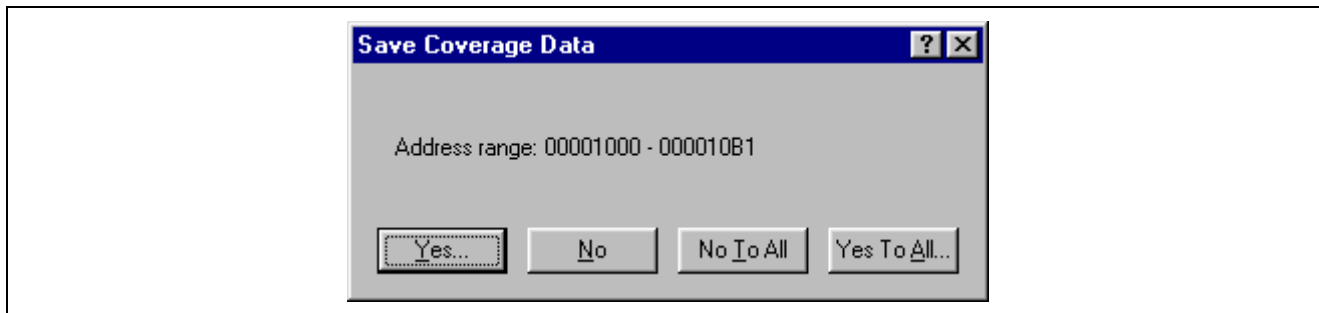 Save Coverage Data
Address range: 00001000 - 000010B1
Yes... No No To All Yes To All...